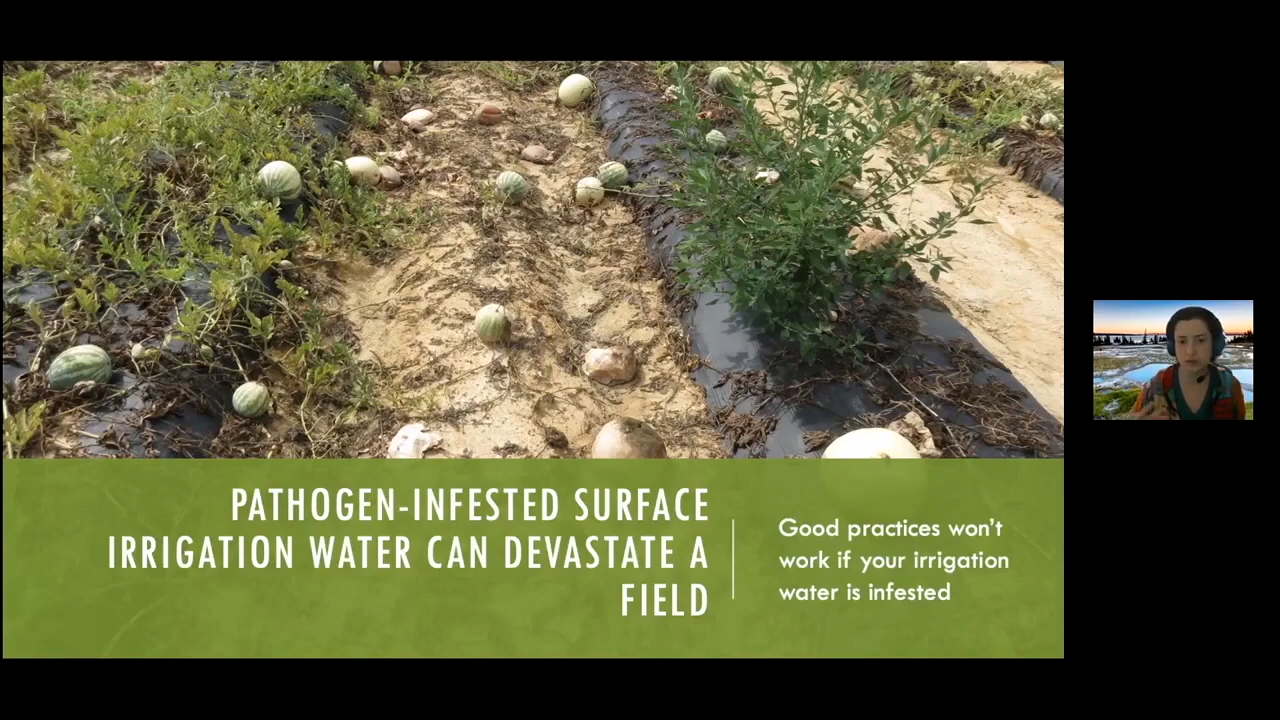 PATHOGEN-INFESTED SURFACE
IRRIGATION WATER CAN DEVASTATE A
FIELD
Good practices won't
work if your irrigation
water is infested